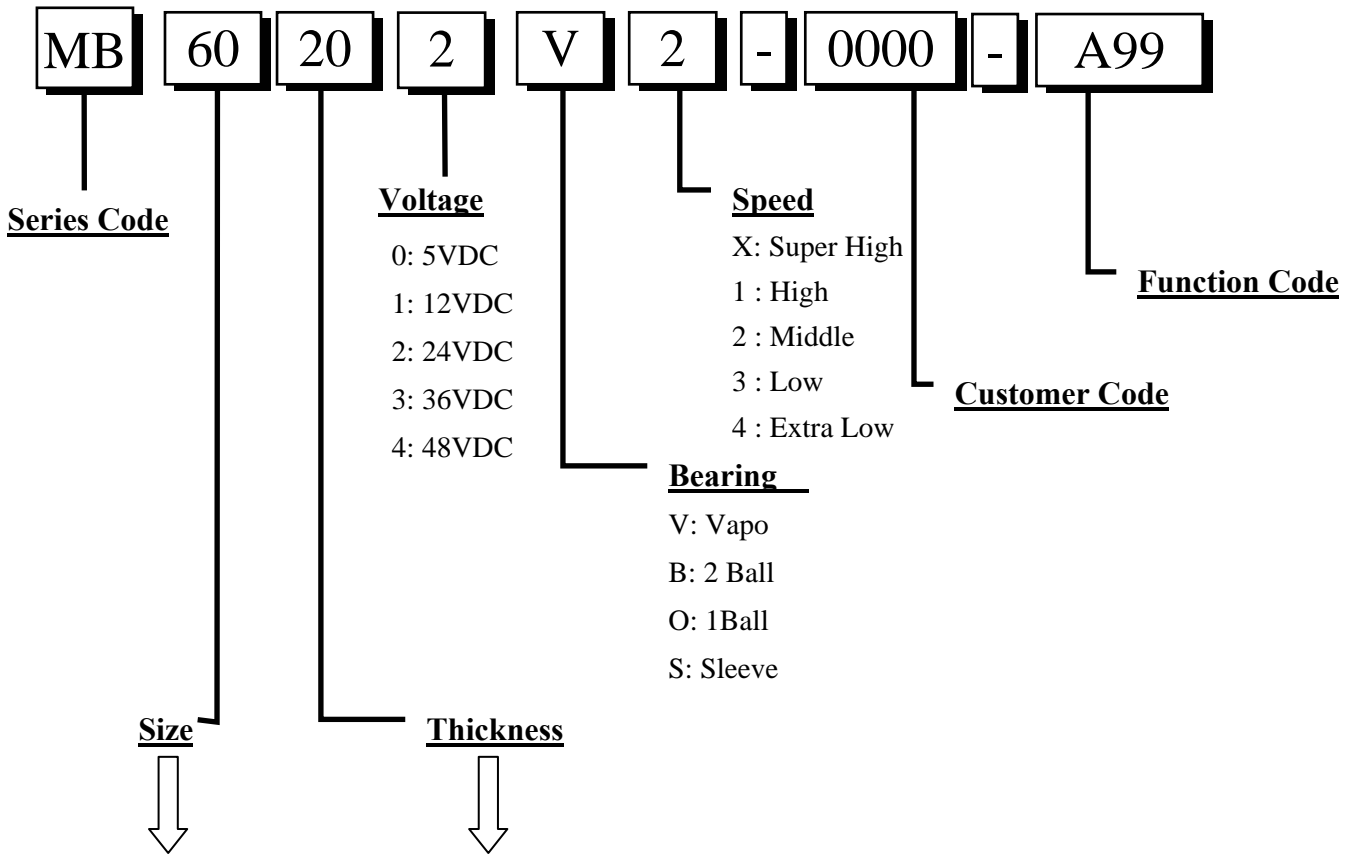 MB 60 20 2 V 2 - 0000 - A99
Series Code
Voltage
0: 5VDC
1: 12VDC
2: 24VDC
3: 36VDC
4: 48VDC
Speed
X: Super High
1 : High
2 : Middle
3 : Low
4 : Extra Low
Function Code
Customer Code
Bearing
V: Vapo
B: 2 Ball
O: 1Ball
S: Sleeve
Size
Thickness